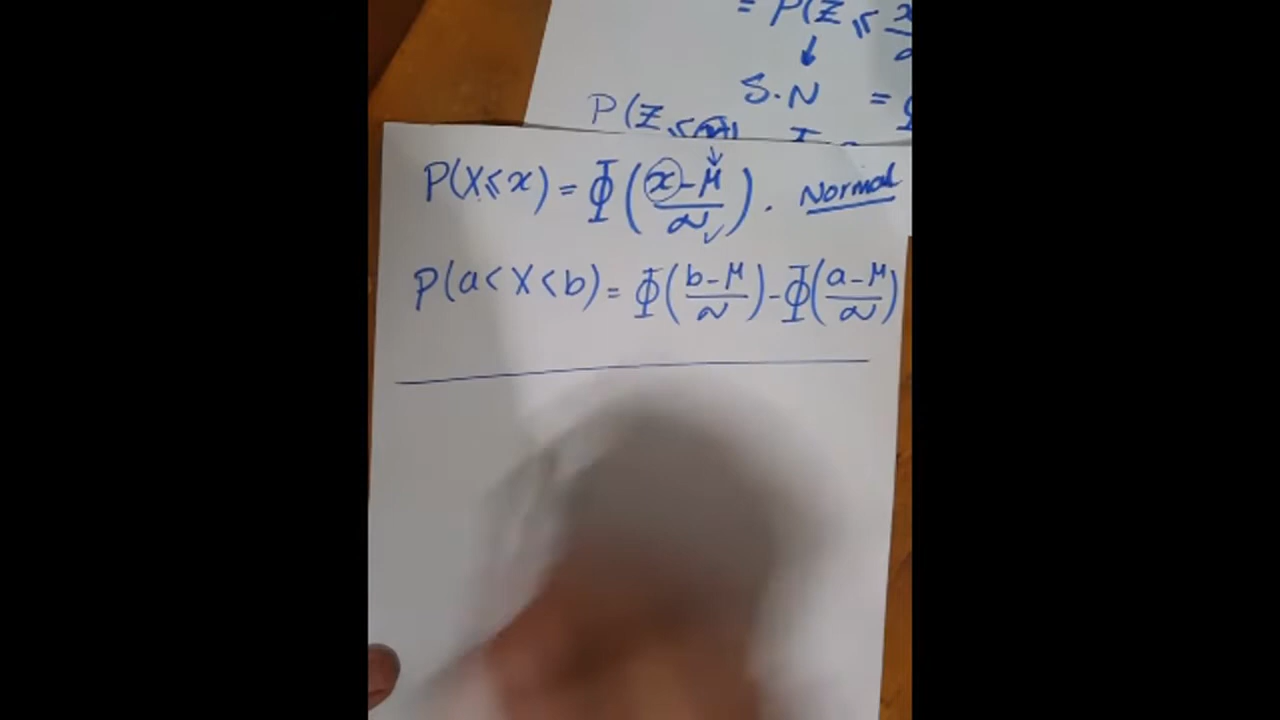 = P(Z ≤ x
S.N =
P(Z ≤
P(X≤x) = Φ(x-μ/σ). Normal
P(a<X<b) = Φ(b-μ/σ) - Φ(a-μ/σ)